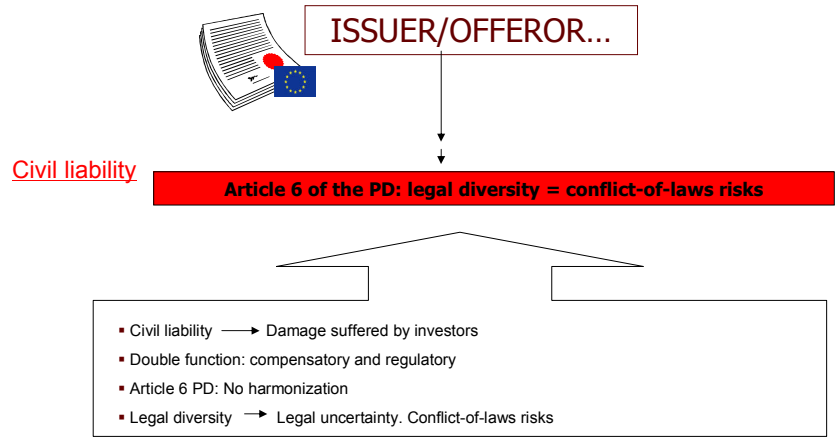 ISSUER/OFFEROR…
Civil liability
Article 6 of the PD: legal diversity = conflict-of-laws risks
▪ Civil liability → Damage suffered by investors
▪ Double function: compensatory and regulatory
▪ Article 6 PD: No harmonization
▪ Legal diversity → Legal uncertainty. Conflict-of-laws risks